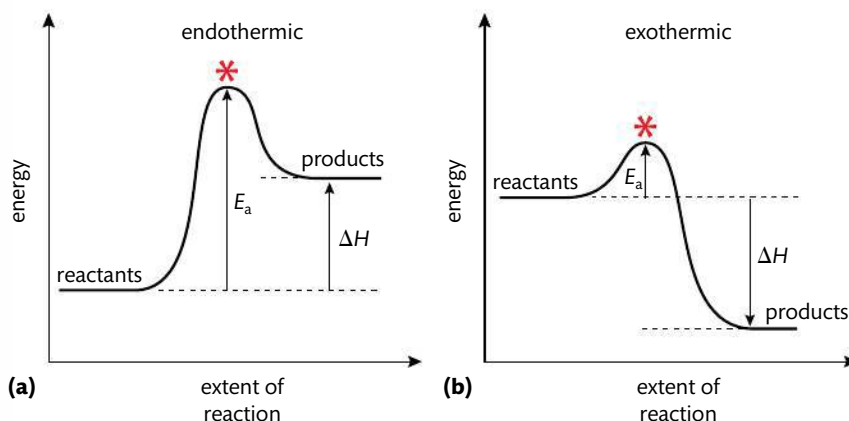 endothermic
*
products
energy
Eₐ
ΔH
reactants
(a)
extent of
reaction
exothermic
*
reactants
Eₐ
energy
ΔH
products
(b)
extent of
reaction